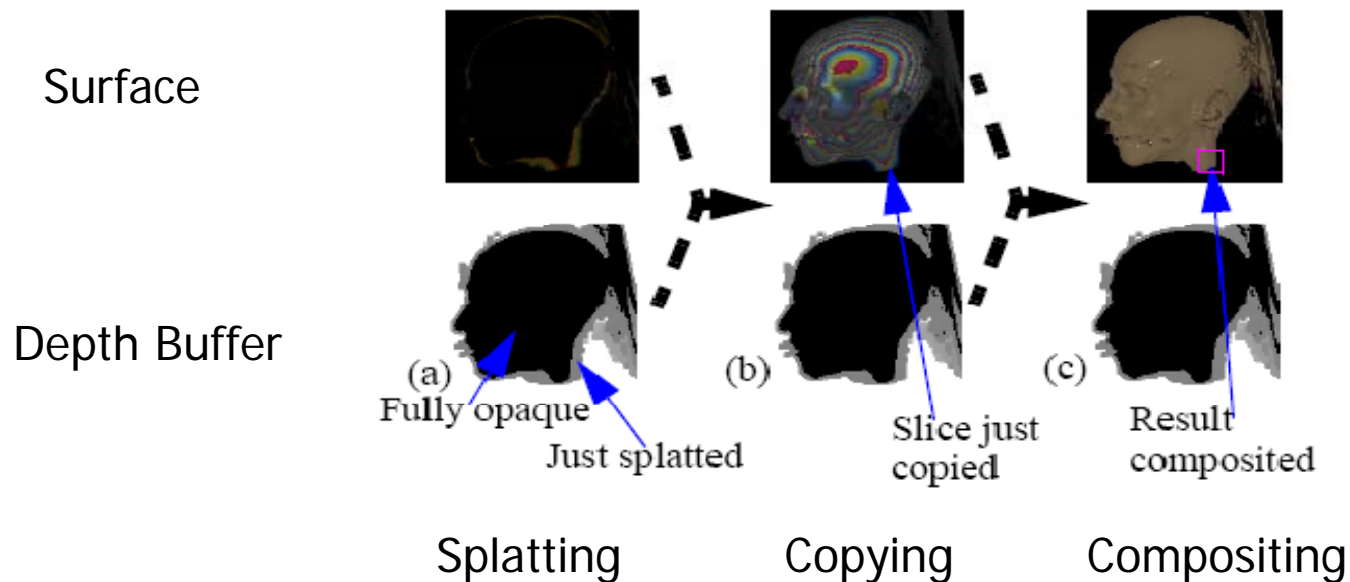 Surface
Depth Buffer
(a)
(b)
(c)
Fully opaque
Just splatted
Slice just
copied
Result
composited
Splatting
Copying
Compositing